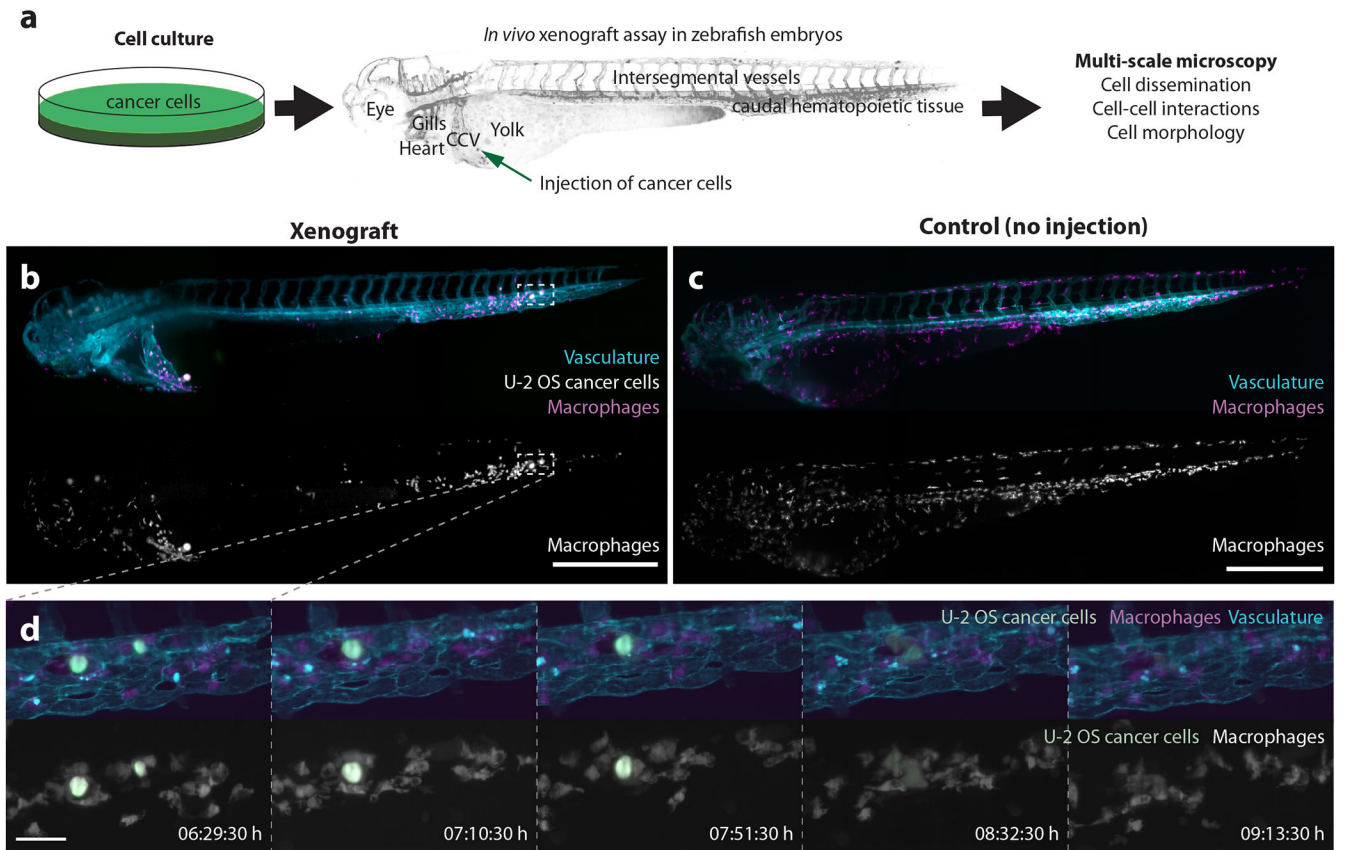 a
Cell culture
cancer cells
In vivo xenograft assay in zebrafish embryos
Intersegmental vessels
caudal hematopoietic tissue
Eye
Gills
Heart
CCV
Yolk
Injection of cancer cells
Multi-scale microscopy
Cell dissemination
Cell-cell interactions
Cell morphology
Xenograft
b
Vasculature
U-2 OS cancer cells
Macrophages
Macrophages
Control (no injection)
c
Vasculature
Macrophages
Macrophages
d
U-2 OS cancer cells Macrophages Vasculature
U-2 OS cancer cells Macrophages
06:29:30 h
07:10:30 h
07:51:30 h
08:32:30 h
09:13:30 h